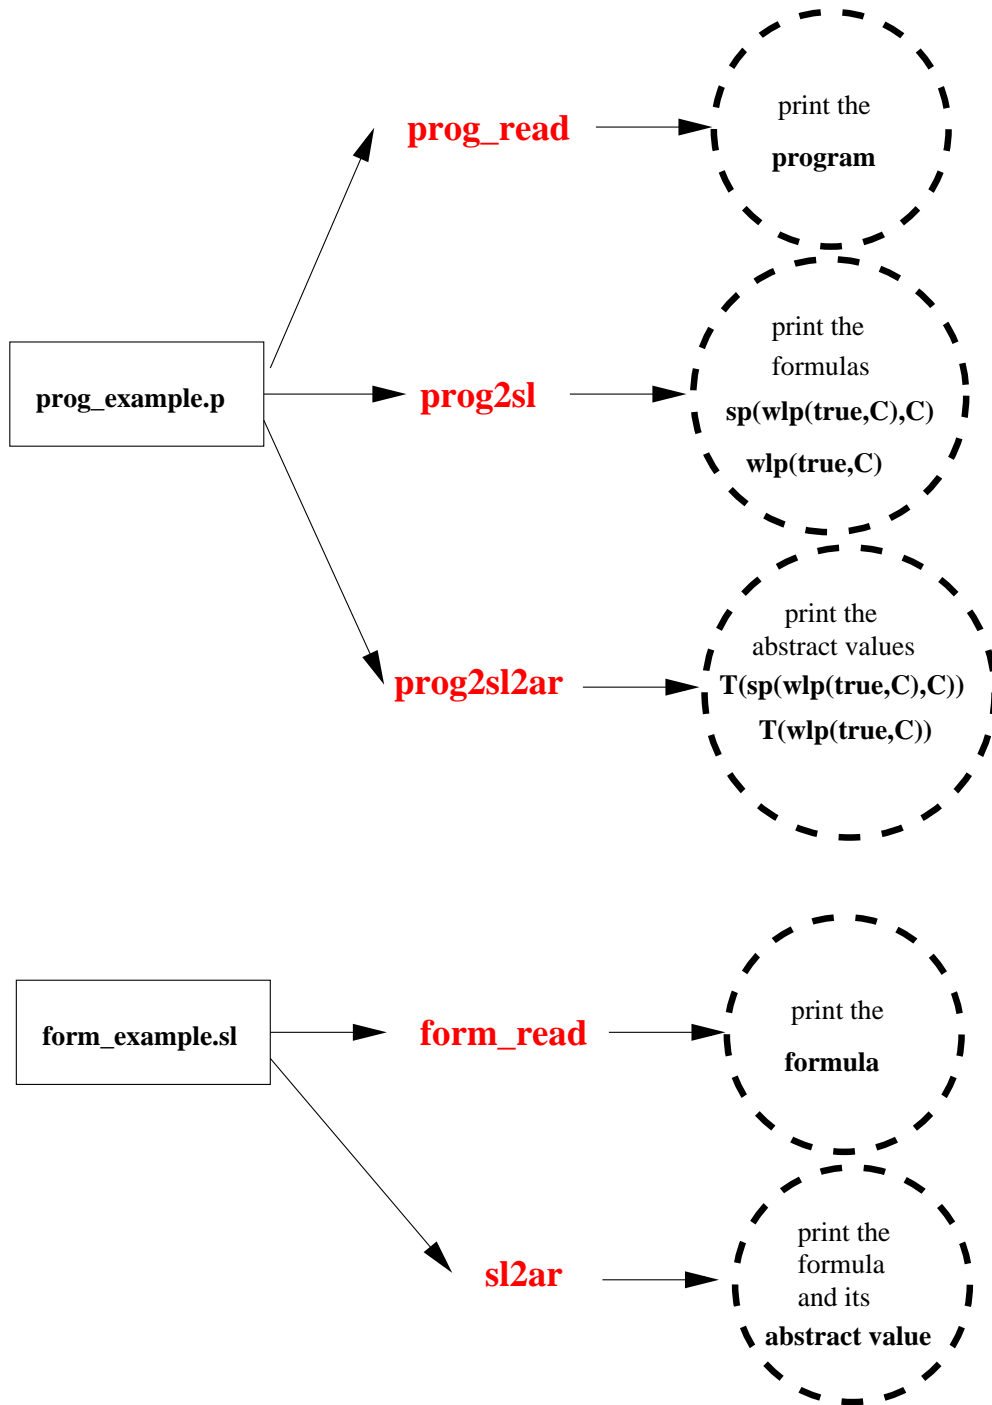 prog_read
print the
program
prog_example.p
prog2sl
print the
formulas
sp(wlp(true,C),C)
wlp(true,C)
prog2sl2ar
print the
abstract values
T(sp(wlp(true,C),C))
T(wlp(true,C))
form_example.sl
form_read
print the
formula
sl2ar
print the
formula
and its
abstract value